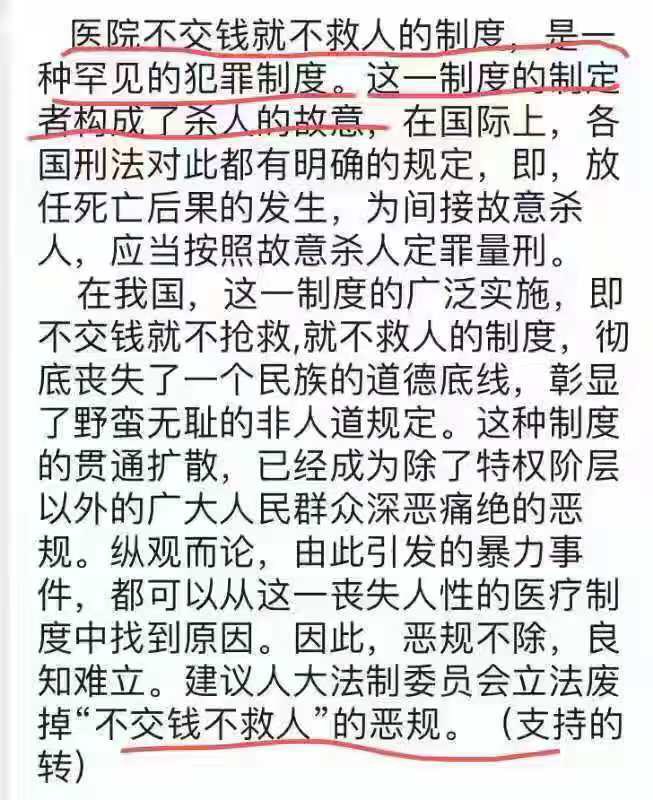 医院不交钱就不救人的制度，是一
种罕见的犯罪制度。这一制度的制定
者构成了杀人的故意，在国际上，各
国刑法对此都有明确的规定，即，放
任死亡后果的发生，为间接故意杀
人，应当按照故意杀人定罪量刑。
在我国，这一制度的广泛实施，即
不交钱就不抢救,就不救人的制度，彻
底丧失了一个民族的道德底线，彰显
了野蛮无耻的非人道规定。这种制度
的贯通扩散，已经成为除了特权阶层
以外的广大人民群众深恶痛绝的恶
规。纵观而论，由此引发的暴力事
件，都可以从这一丧失人性的医疗制
度中找到原因。因此，恶规不除，良
知难立。建议人大法制委员会立法废
掉“不交钱不救人”的恶规。（支持的
转）